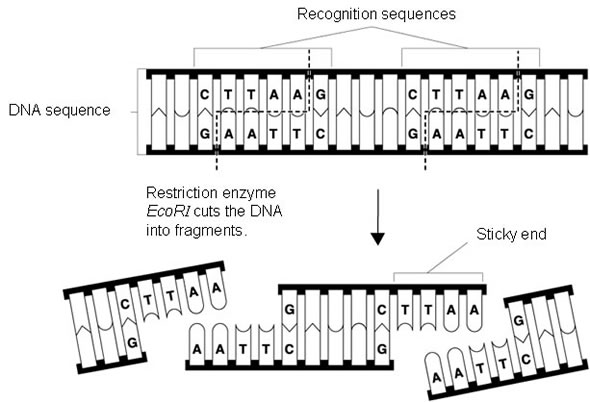 Recognition sequences
C T T A A G C T T A A G
DNA sequence
G A A T T C G A A T T C
Restriction enzyme
EcoRI cuts the DNA
into fragments.
Sticky end
C T T A A
G
G C T T A A
A A T T C G
G
A A T T C